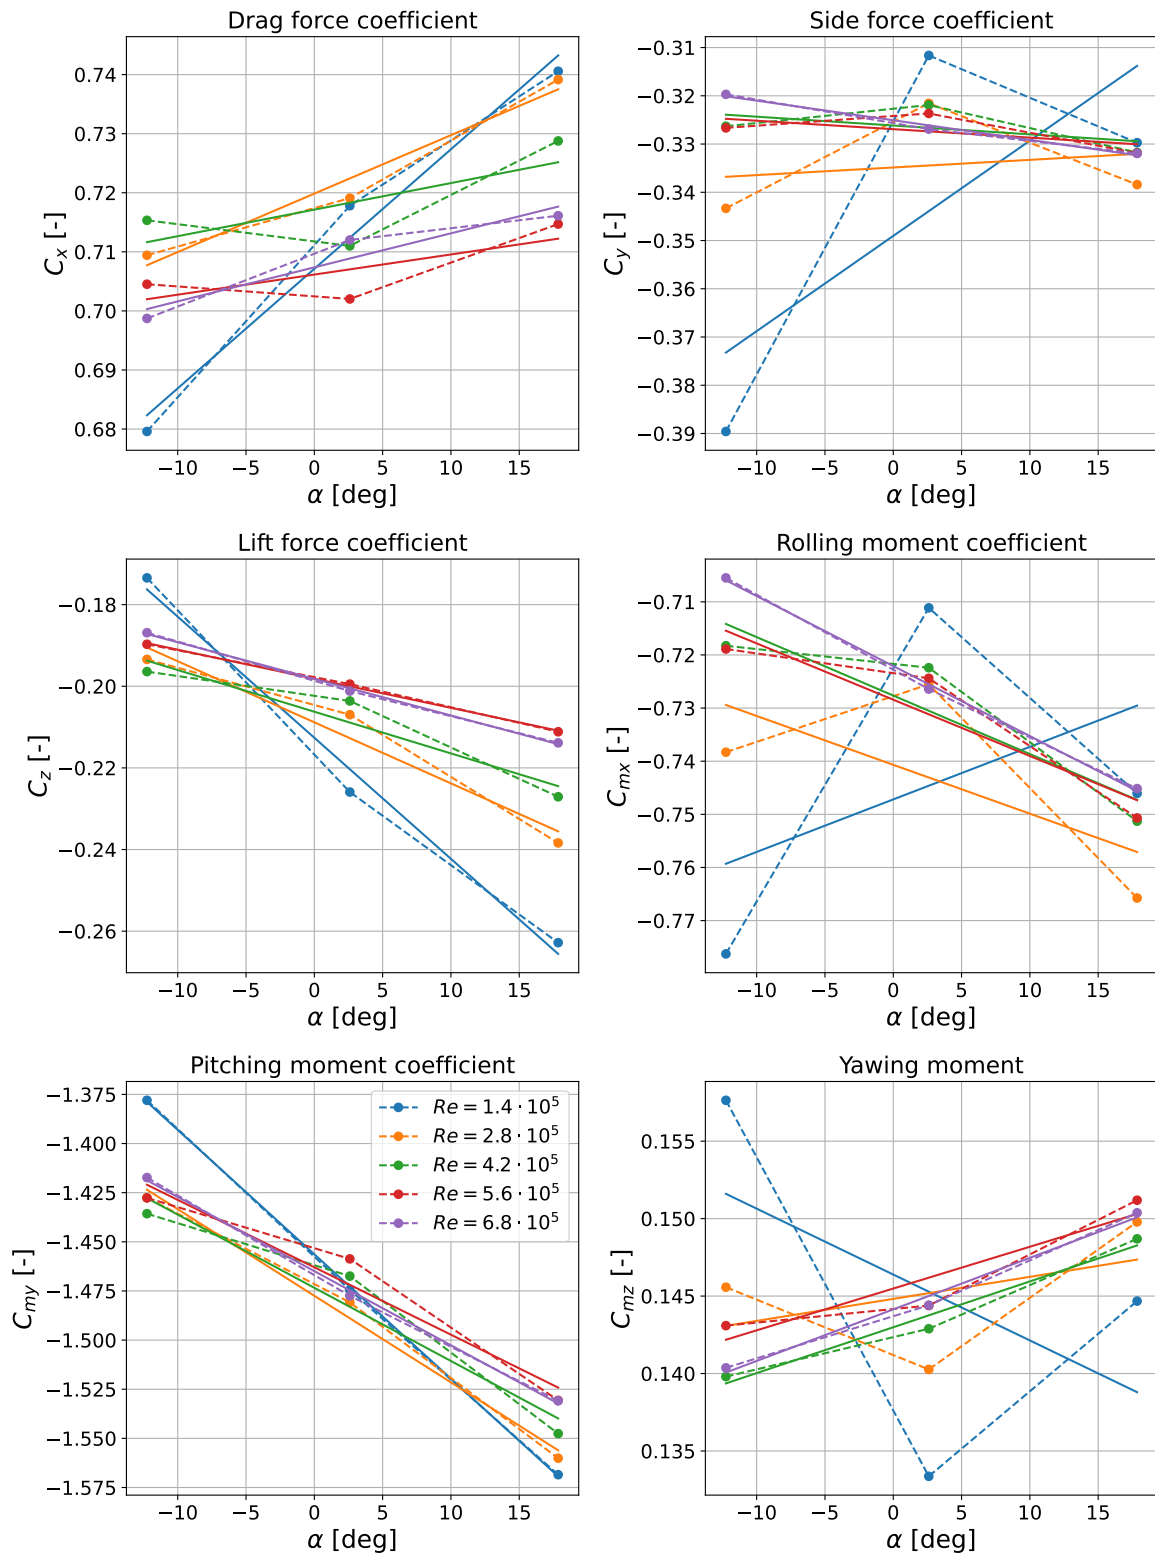 Drag force coefficient
0.74
0.73
0.72
0.71
0.70
0.69
0.68
C_x [-]
−10 −5 0 5 10 15
α [deg]
Side force coefficient
−0.31
−0.32
−0.33
−0.34
−0.35
−0.36
−0.37
−0.38
−0.39
C_y [-]
−10 −5 0 5 10 15
α [deg]
Lift force coefficient
−0.18
−0.20
−0.22
−0.24
−0.26
C_z [-]
−10 −5 0 5 10 15
α [deg]
Rolling moment coefficient
−0.71
−0.72
−0.73
−0.74
−0.75
−0.76
−0.77
C_{mx} [-]
−10 −5 0 5 10 15
α [deg]
Pitching moment coefficient
−1.375
−1.400
−1.425
−1.450
−1.475
−1.500
−1.525
−1.550
−1.575
C_{my} [-]
Re = 1.4 · 10^5
Re = 2.8 · 10^5
Re = 4.2 · 10^5
Re = 5.6 · 10^5
Re = 6.8 · 10^5
−10 −5 0 5 10 15
α [deg]
Yawing moment
0.155
0.150
0.145
0.140
0.135
C_{mz} [-]
−10 −5 0 5 10 15
α [deg]